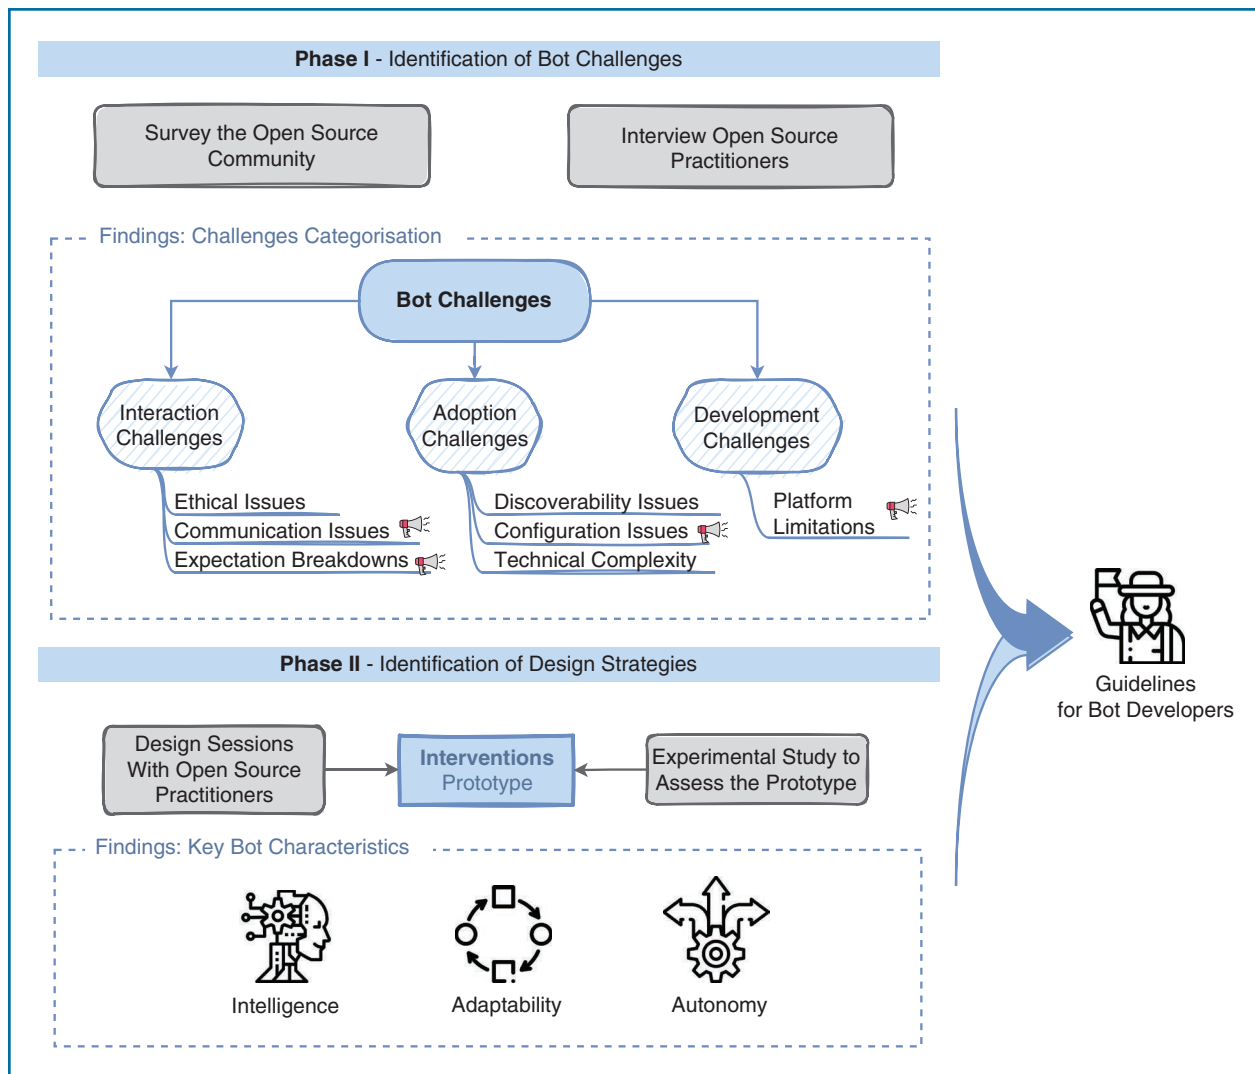 Phase I - Identification of Bot Challenges
Survey the Open Source
Community
Interview Open Source
Practitioners
Findings: Challenges Categorisation
Bot Challenges
Interaction
Challenges
Adoption
Challenges
Development
Challenges
Ethical Issues
Communication Issues
Expectation Breakdowns
Discoverability Issues
Configuration Issues
Technical Complexity
Platform
Limitations
Phase II - Identification of Design Strategies
Design Sessions
With Open Source
Practitioners
Interventions
Prototype
Experimental Study to
Assess the Prototype
Findings: Key Bot Characteristics
Intelligence
Adaptability
Autonomy
Guidelines
for Bot Developers